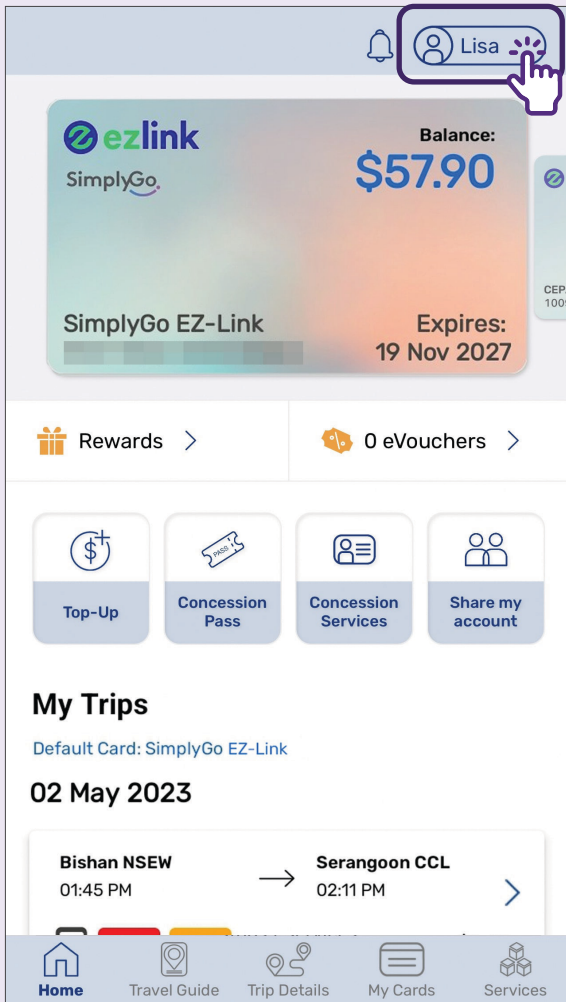 Lisa
ezlink
SimplyGo
Balance:
$57.90
SimplyGo EZ-Link
Expires:
19 Nov 2027
Rewards
0 eVouchers
Top-Up
PASS
Concession
Pass
Concession
Services
Share my
account
My Trips
Default Card: SimplyGo EZ-Link
02 May 2023
Bishan NSEW
Serangoon CCL
01:45 PM
02:11 PM
Home
Travel Guide
Trip Details
My Cards
Services